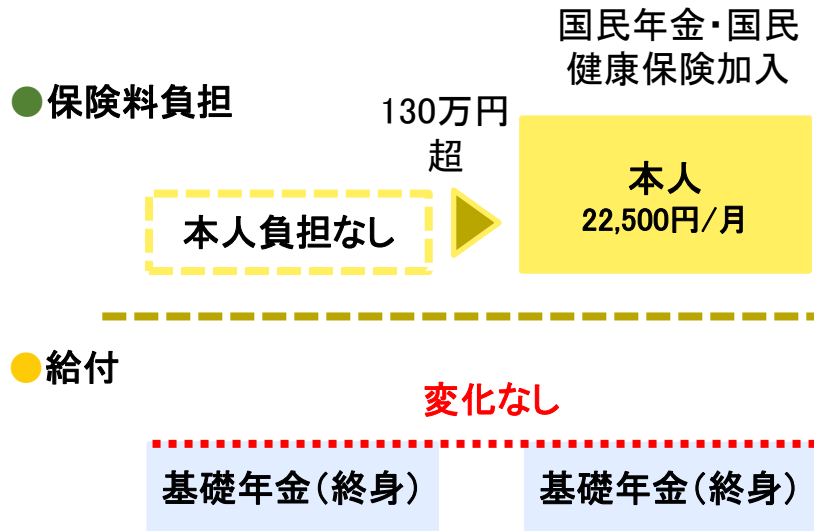 国民年金・国民
健康保険加入
●保険料負担
130万円
超
本人
22,500円/月
本人負担なし
●給付
変化なし
基礎年金(終身)
基礎年金(終身)